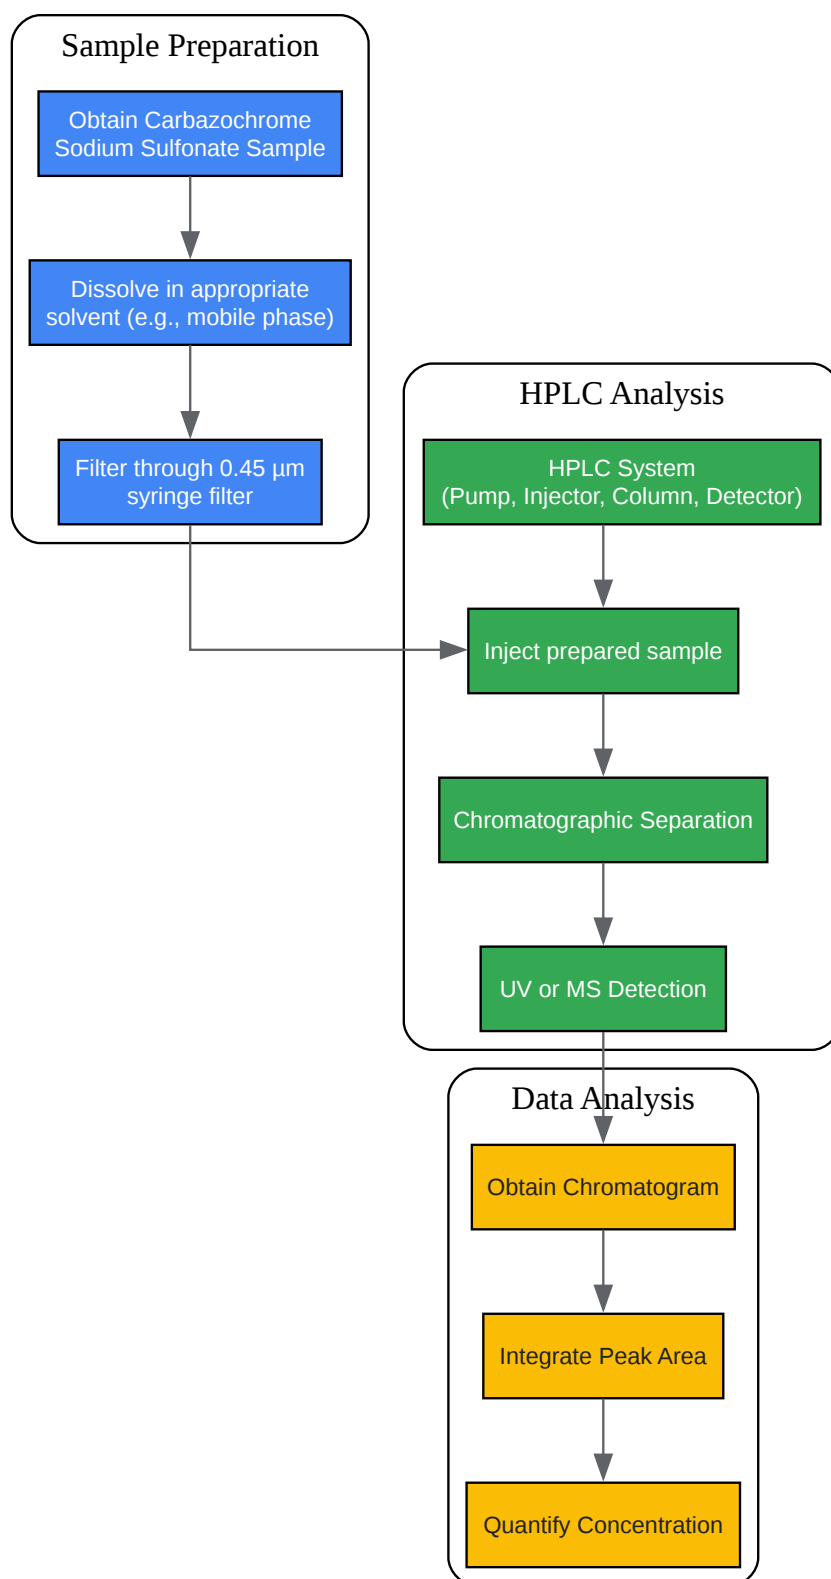 Sample Preparation
Obtain Carbazochrome
Sodium Sulfonate Sample
Dissolve in appropriate
solvent (e.g., mobile phase)
Filter through 0.45 µm
syringe filter
HPLC Analysis
HPLC System
(Pump, Injector, Column, Detector)
Inject prepared sample
Chromatographic Separation
UV or MS Detection
Data Analysis
Obtain Chromatogram
Integrate Peak Area
Quantify Concentration